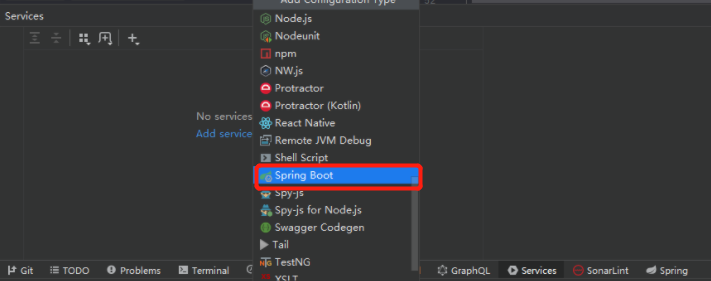 Add Configuration Type
52
Services
Node.js
Nodeunit
npm
NW.js
Protractor
No services
Protractor (Kotlin)
Add service
React Native
Remote JVM Debug
Shell Script
Spring Boot
Spy-js
Spy-js for Node.js
Swagger Codegen
Tail
TestNG
XSLT
Git TODO Problems Terminal GraphQL Services SonarLint Spring